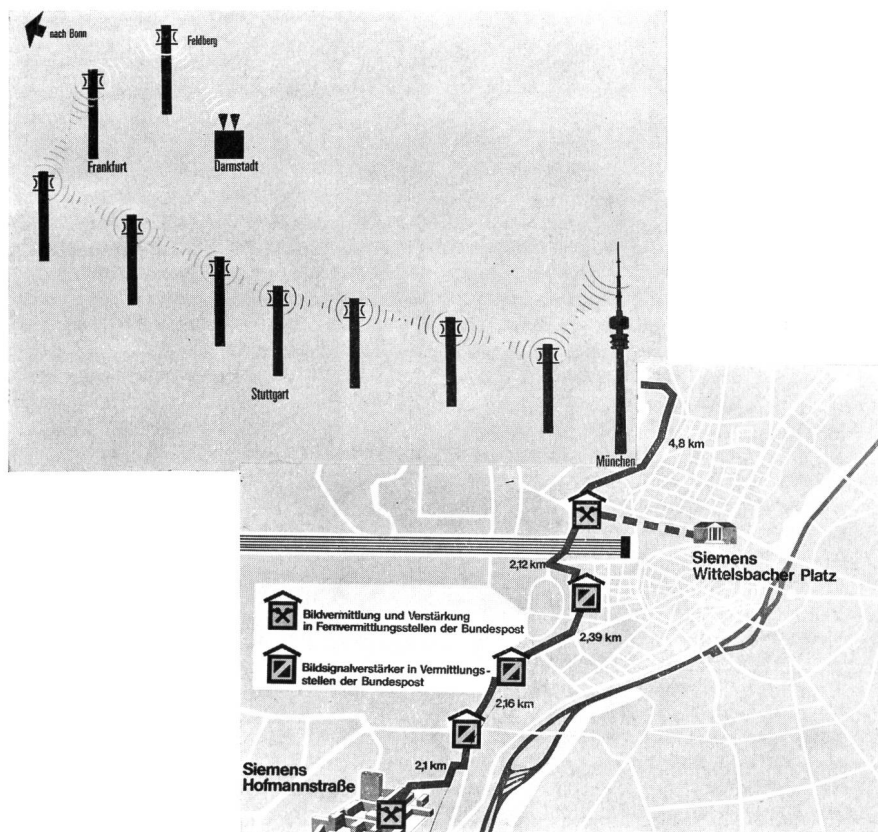 nach Bonn
Feldberg
Frankfurt
Darmstadt
Stuttgart
München
4,8 km
Siemens
Wittelsbacher Platz
2,12 km
Bildvermittlung und Verstärkung
in Fernvermittlungsstellen der Bundespost
2,39 km
Bildsignalverstärker in Vermittlungs-
stellen der Bundespost
2,16 km
2,1 km
Siemens
Hofmannstraße